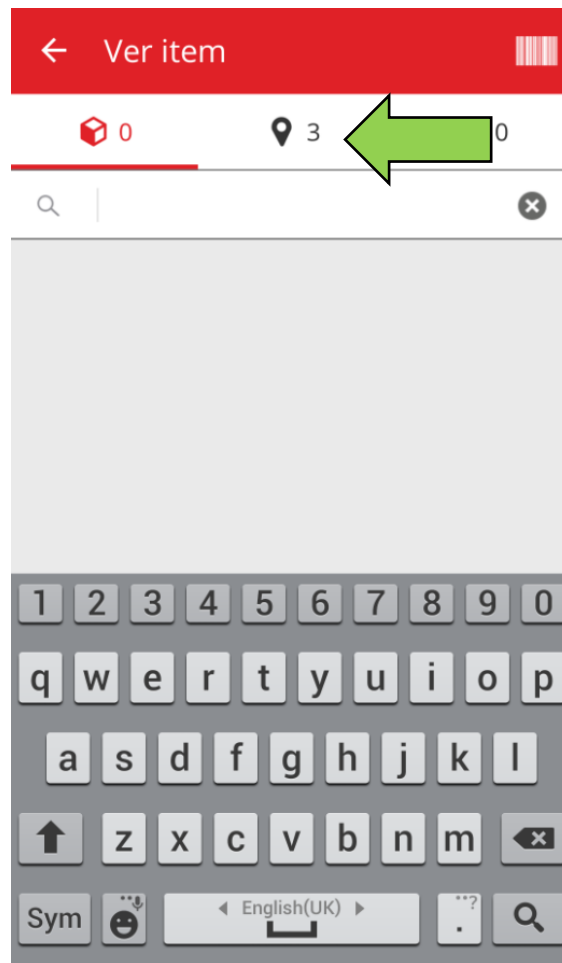 Ver item
0 3 0
1 2 3 4 5 6 7 8 9 0
q w e r t y u i o p
a s d f g h j k l
z x c v b n m
Sym English(UK) ..? .